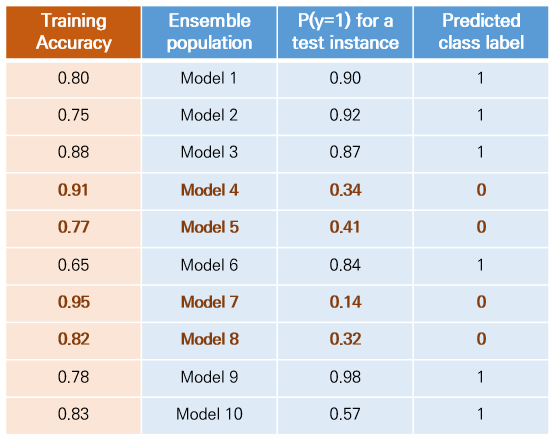 Training Accuracy Ensemble population P(y=1) for a test instance Predicted class label
0.80 Model 1 0.90 1
0.75 Model 2 0.92 1
0.88 Model 3 0.87 1
0.91 Model 4 0.34 0
0.77 Model 5 0.41 0
0.65 Model 6 0.84 1
0.95 Model 7 0.14 0
0.82 Model 8 0.32 0
0.78 Model 9 0.98 1
0.83 Model 10 0.57 1